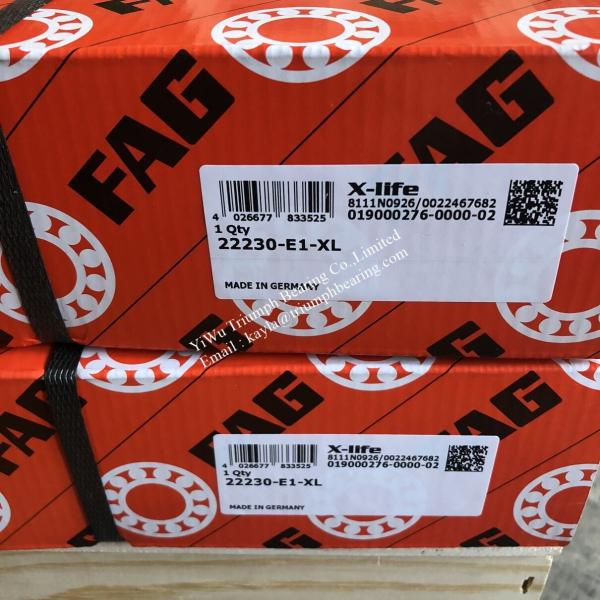 FAG
FAG
X-life
8111N0926/0022467682
019000276-0000-02
4 026677 833525
1 Qty
22230-E1-XL
MADE IN GERMANY
YiWu Triumph Bearing Co.,Limited
Email : kayla@triumphbearing.com
FAG
FAG
X-life
8111N0926/0022467682
019000276-0000-02
4 026677 833525
1 Qty
22230-E1-XL
MADE IN GERMANY